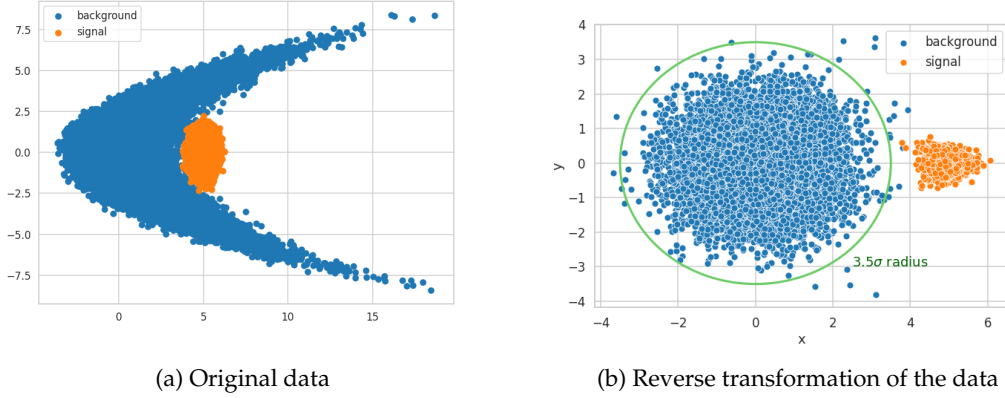 background
signal
7.5
5.0
2.5
0.0
-2.5
-5.0
-7.5
0
5
10
15
(a) Original data
background
signal
4
3
2
1
0
-1
-2
-3
-4
y
3.5σ radius
-4
-2
0
2
4
6
x
(b) Reverse transformation of the data